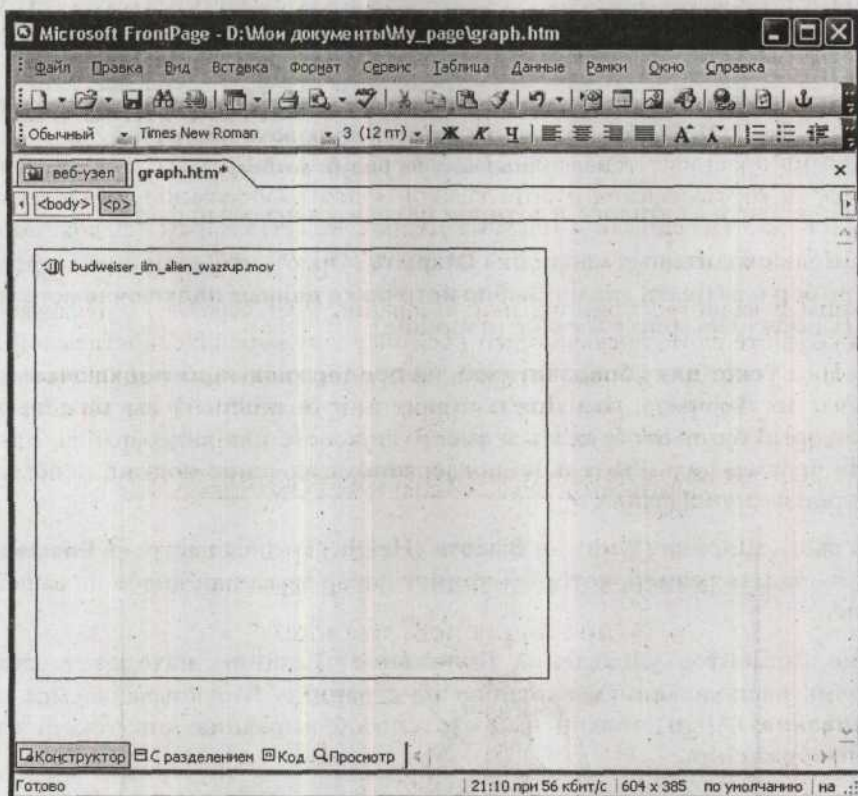 Microsoft FrontPage - D:\Мои документы\My_page\graph.htm
Файл Правка Вид Вставка Формат Сервис Таблица Данные Рамки Окно Справка
Обычный Times New Roman 3 (12 пт) Ж К Ч A A
веб-узел graph.htm*
<body> <p>
budweiser_ilm_alien_wazzup.mov
Конструктор С разделением Код Просмотр
Готово 21:10 при 56 кбит/с 604 x 385 по умолчанию на